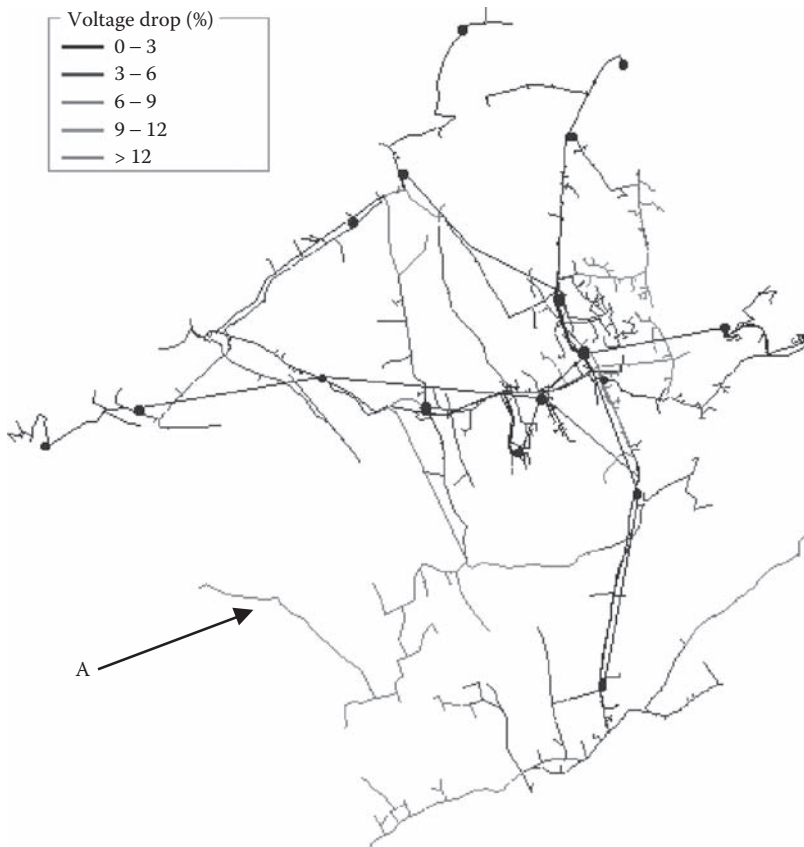 Voltage drop (%)
0 – 3
3 – 6
6 – 9
9 – 12
> 12
A